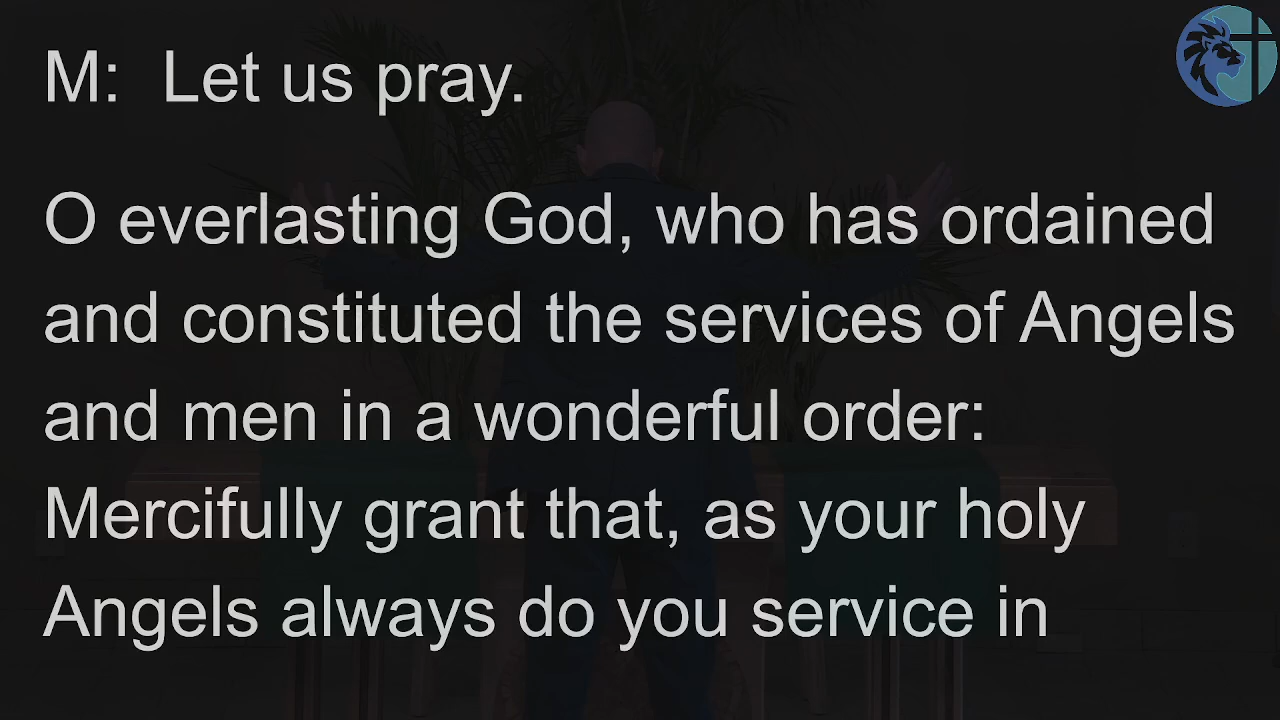 M: Let us pray.
O everlasting God, who has ordained
and constituted the services of Angels
and men in a wonderful order:
Mercifully grant that, as your holy
Angels always do you service in